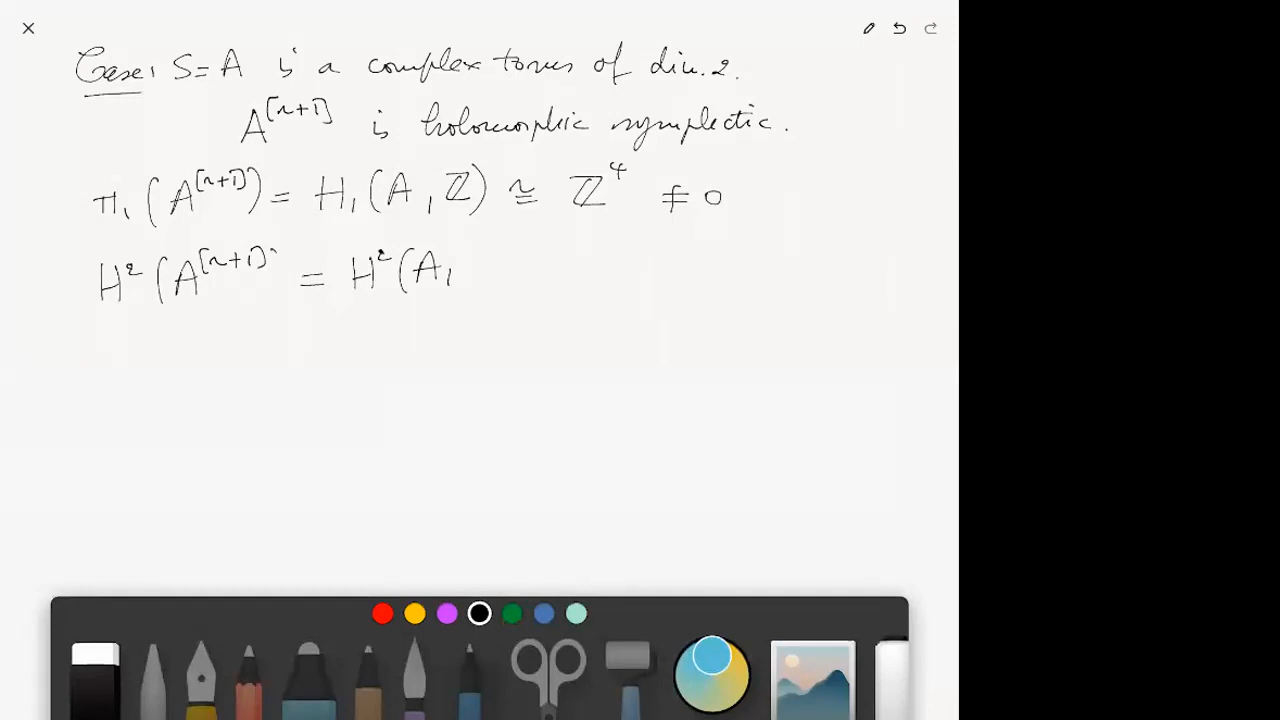 Case, S=A is a complex torus of dim. 2.
A^[n+1] is holomorphic symplectic.
π₁(A^[n+1]) = H₁(A, ℤ) ≅ ℤ⁴ ≠ 0
H²(A^[n+1]) = H²(A,